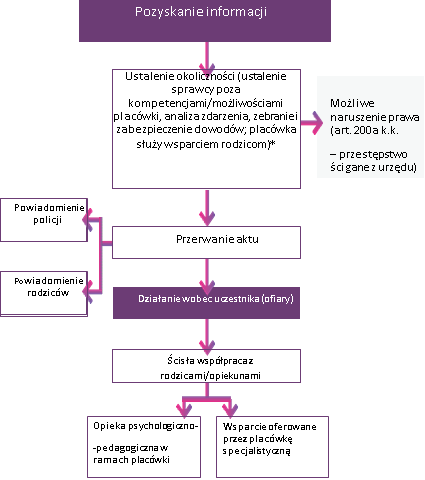 Pozyskanie informacji
Ustalenie okoliczności (ustalenie
sprawcy poza
kompetencjami/możliwościami
placówki, analiza zdarzenia, zebranie i
zabezpieczenie dowodów; placówka
służy wsparciem rodzicom)*
Możliwe
naruszenie prawa
(art. 200a k.k.
– przestępstwo
ścigane z urzędu)
Powiadomienie
policji
Przerwanie aktu
Powiadomienie
rodziców
Działanie wobec uczestnika (ofiary)
Ścisła współpraca z
rodzicami/opiekunami
Opieka psychologiczno-
-pedagogiczna w
ramach placówki
Wsparcie oferowane
przez placówkę
specjalistyczną